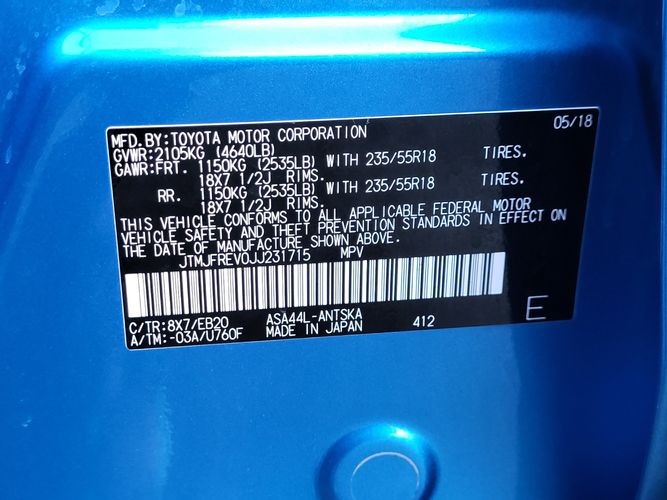 MFD.BY:TOYOTA MOTOR CORPORATION 05/18
GVWR:2105KG (4640LB)
GAWR:FRT. 1150KG (2535LB) WITH 235/55R18 TIRES.
18X7 1/2J RIMS.
RR. 1150KG (2535LB) WITH 235/55R18 TIRES.
18X7 1/2J RIMS.
THIS VEHICLE CONFORMS TO ALL APPLICABLE FEDERAL MOTOR
VEHICLE SAFETY AND THEFT PREVENTION STANDARDS IN EFFECT ON
THE DATE OF MANUFACTURE SHOWN ABOVE.
JTMJFREV0JJ231715 MPV
C/TR:8X7/EB20 ASA44L-ANTSKA
A/TM:-03A/U760F MADE IN JAPAN 412
E